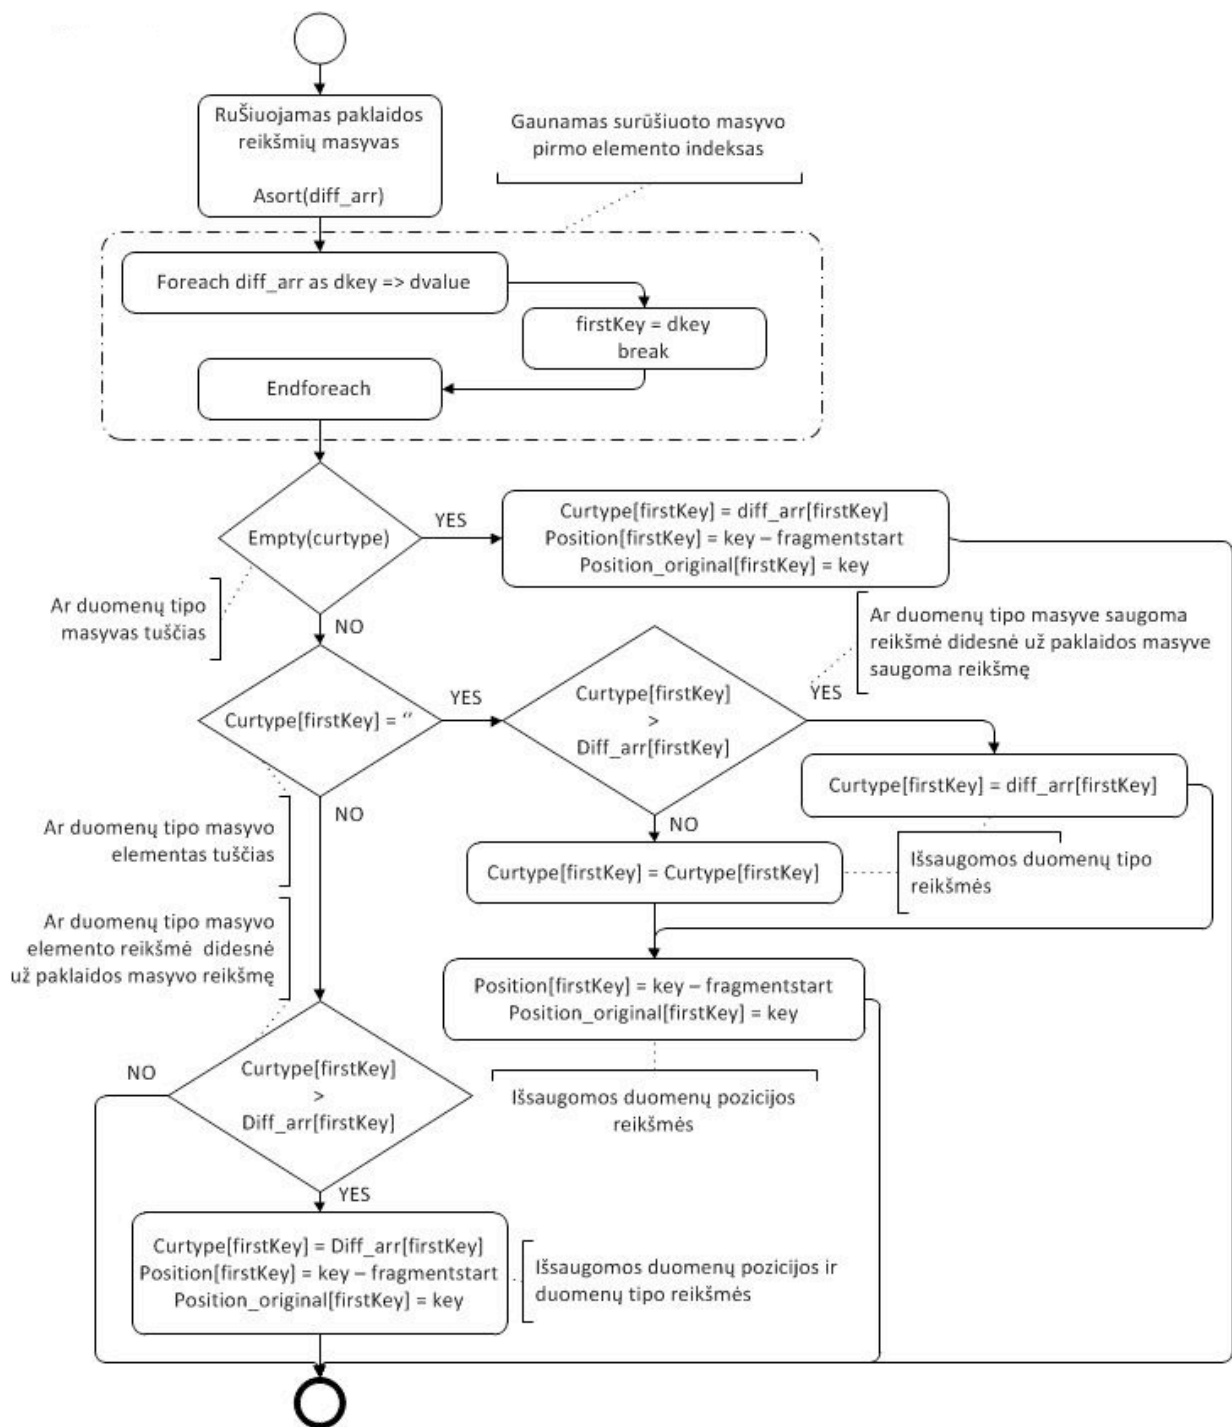 RuŠiuojamas paklaidos
reikšmių masyvas
Asort(diff_arr)
Gaunamas surūšiuoto masyvo
pirmo elemento indeksas
Foreach diff_arr as dkey => dvalue
firstKey = dkey
break
Endforeach
Empty(curtype)
YES
Curtype[firstKey] = diff_arr[firstKey]
Position[firstKey] = key – fragmentstart
Position_original[firstKey] = key
Ar duomenų tipo
masyvas tuščias
NO
Ar duomenų tipo masyve saugoma
reikšmė didesnė už paklaidos masyve
saugoma reikšmę
Curtype[firstKey] = ‘‘
YES
Curtype[firstKey]
>
Diff_arr[firstKey]
YES
Curtype[firstKey] = diff_arr[firstKey]
NO
Ar duomenų tipo masyvo
elementas tuščias
NO
Curtype[firstKey] = Curtype[firstKey]
Išsaugomos duomenų tipo
reikšmės
Ar duomenų tipo masyvo
elemento reikšmė  didesnė
už paklaidos masyvo reikšmę
Position[firstKey] = key – fragmentstart
Position_original[firstKey] = key
Išsaugomos duomenų pozicijos
reikšmės
NO
Curtype[firstKey]
>
Diff_arr[firstKey]
YES
Curtype[firstKey] = Diff_arr[firstKey]
Position[firstKey] = key – fragmentstart
Position_original[firstKey] = key
Išsaugomos duomenų pozicijos ir
duomenų tipo reikšmės